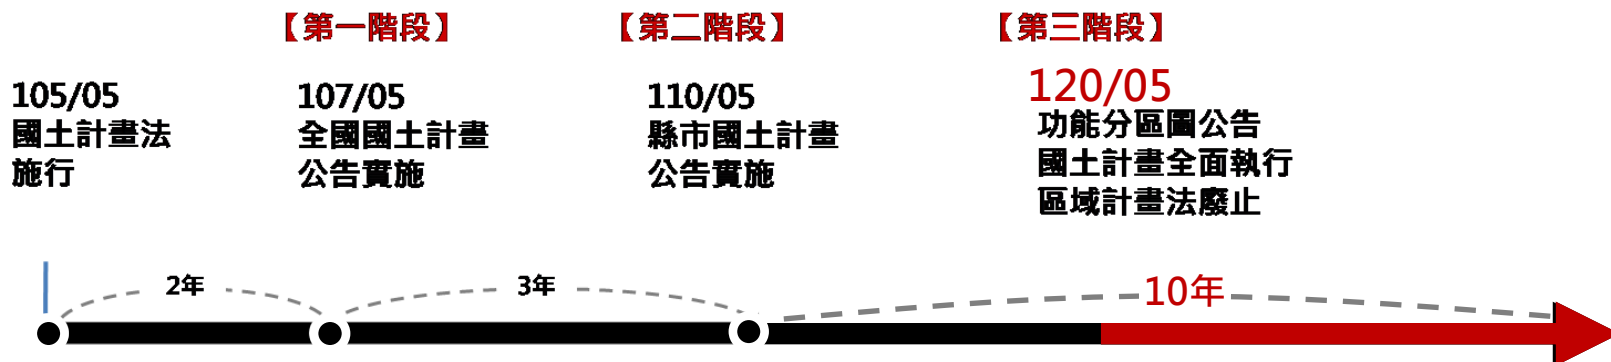 【第一階段】
【第二階段】
【第三階段】
105/05
國土計畫法
施行
107/05
全國國土計畫
公告實施
110/05
縣市國土計畫
公告實施
120/05
功能分區圖公告
國土計畫全面執行
區域計畫法廢止
2年
3年
10年